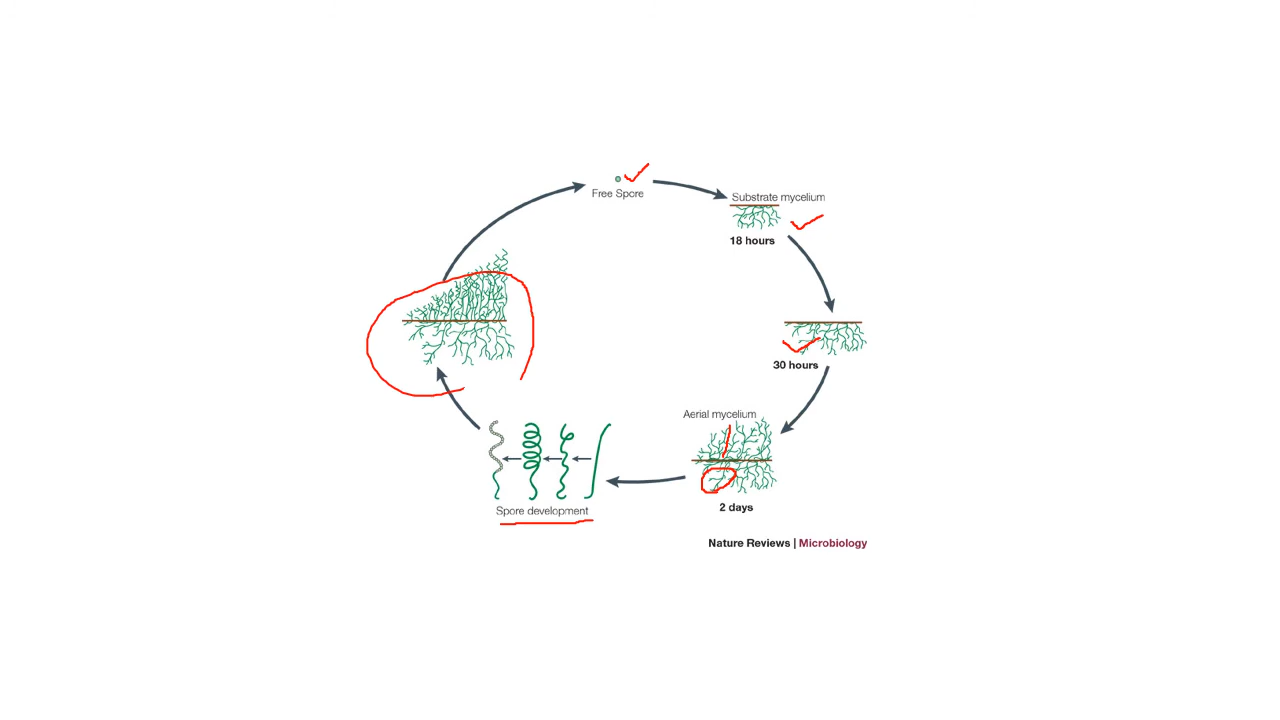 Free Spore
Substrate mycelium
18 hours
30 hours
Aerial mycelium
2 days
Spore development
Nature Reviews | Microbiology